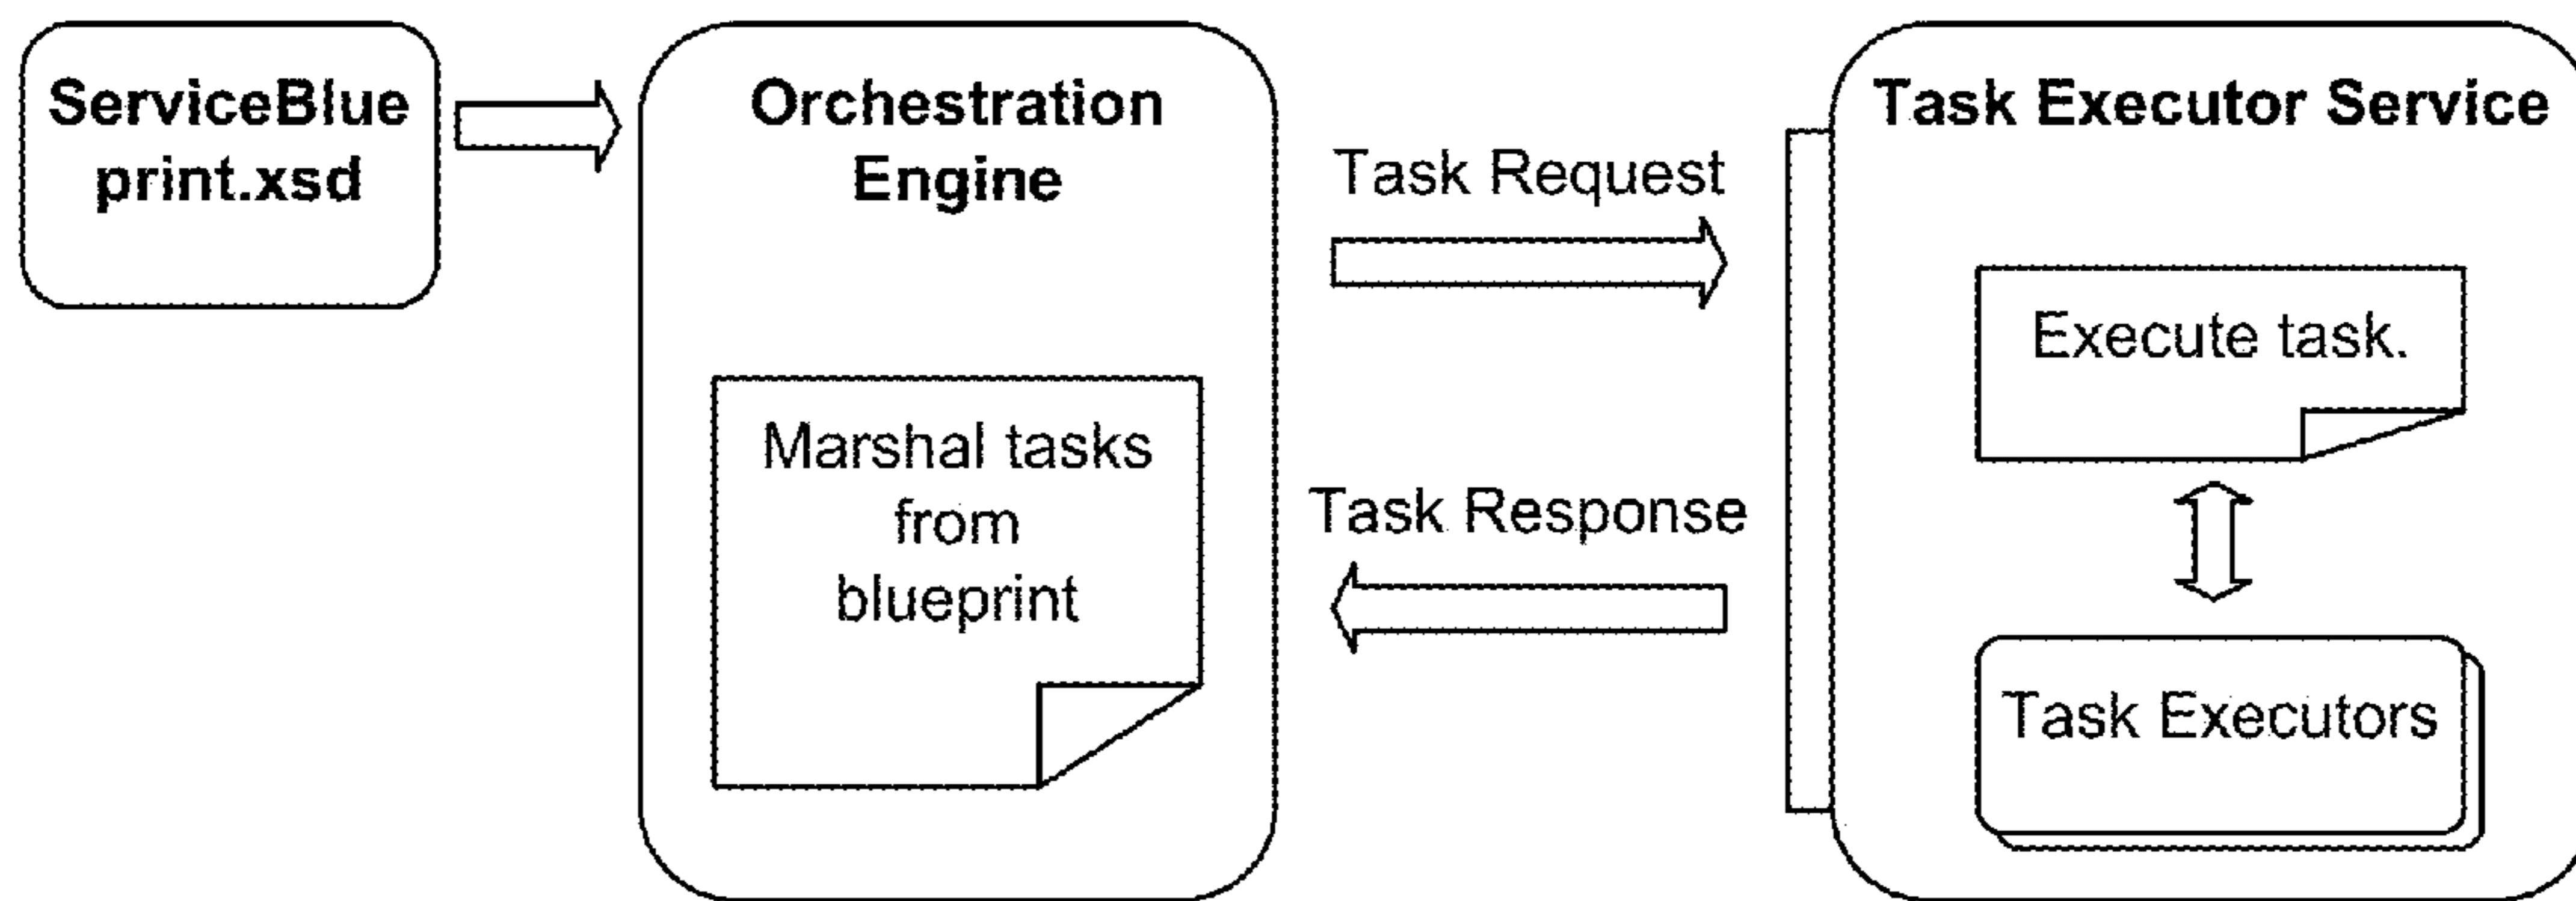 ServiceBlue
print.xsd
Orchestration
Engine
Marshal tasks
from
blueprint
Task Request
Task Response
Task Executor Service
Execute task.
Task Executors